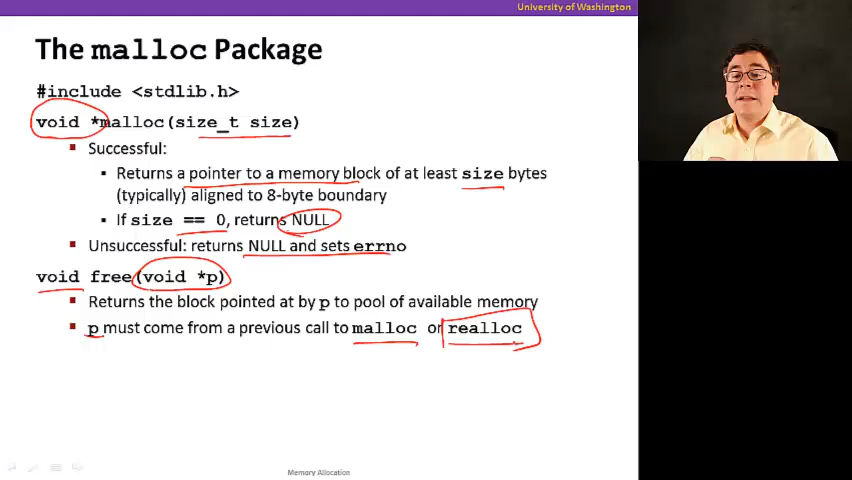 University of Washington
The malloc Package
#include <stdlib.h>
void *malloc(size_t size)
▪ Successful:
▪ Returns a pointer to a memory block of at least size bytes
(typically) aligned to 8-byte boundary
▪ If size == 0, returns NULL
▪ Unsuccessful: returns NULL and sets errno
void free(void *p)
▪ Returns the block pointed at by p to pool of available memory
▪ p must come from a previous call to malloc or realloc
Memory Allocation